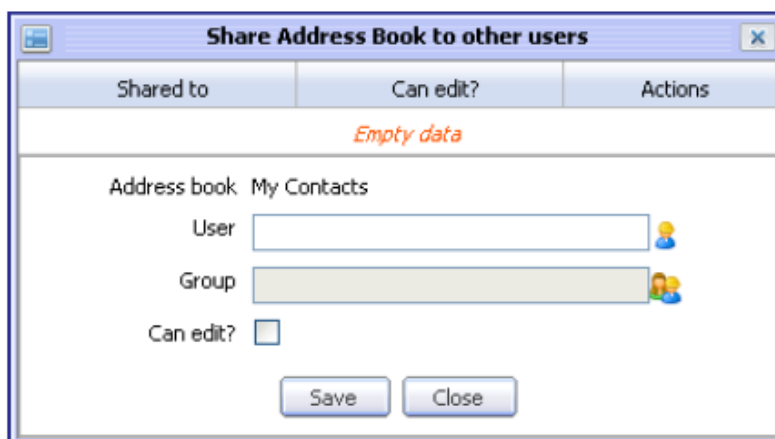 Share Address Book to other users
Shared to Can edit? Actions
Empty data
Address book My Contacts
User
Group
Can edit?
Save Close